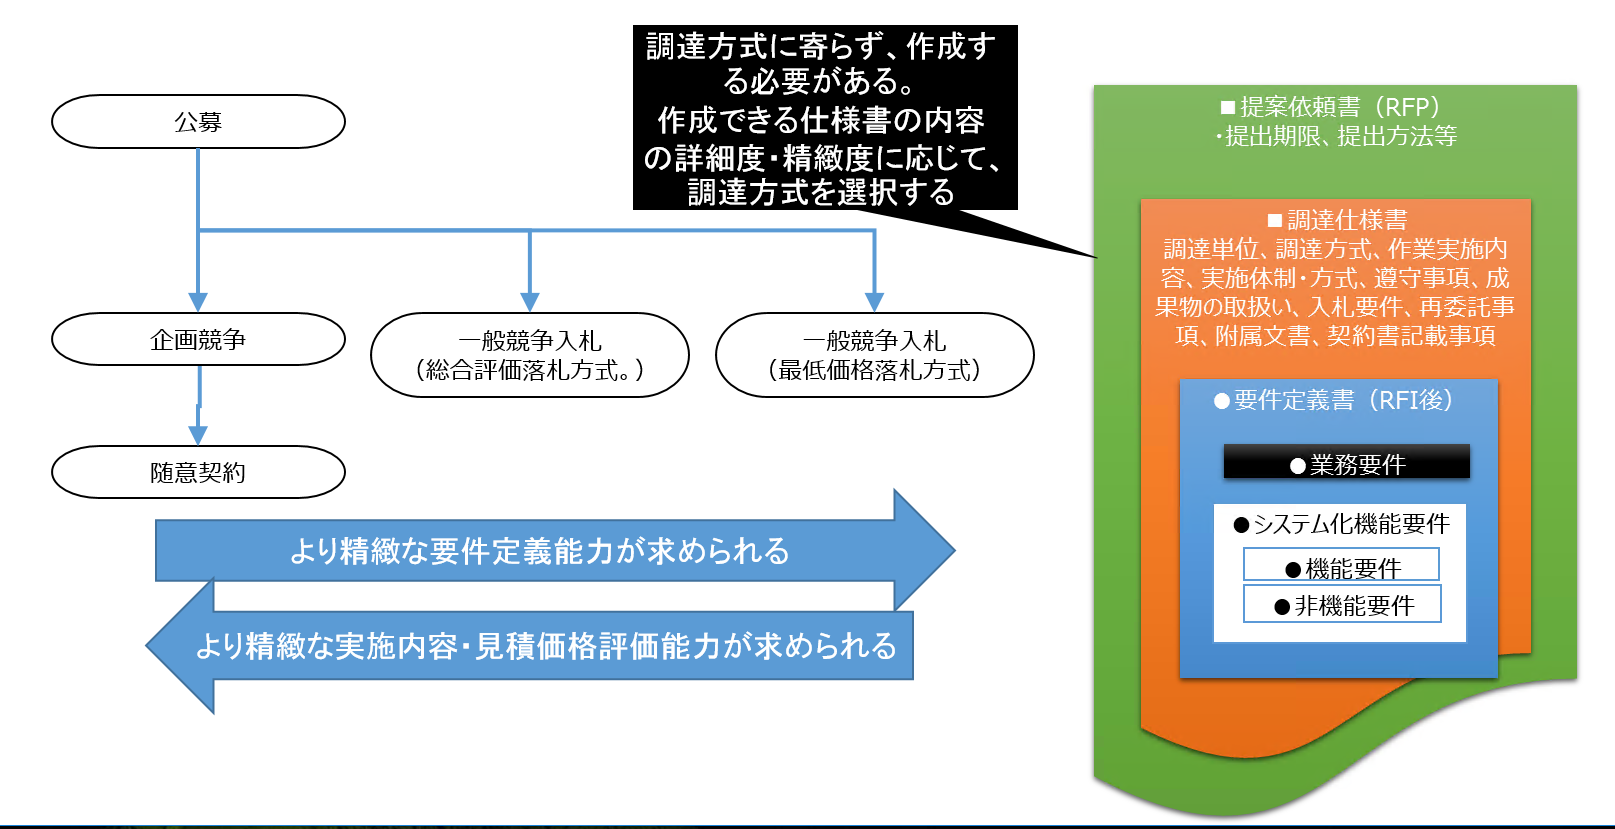 調達方式に寄らず、作成す
る必要がある。
作成できる仕様書の内容
の詳細度・精緻度に応じて、
調達方式を選択する
公募
企画競争
一般競争入札
（総合評価落札方式。）
一般競争入札
（最低価格落札方式）
随意契約
より精緻な要件定義能力が求められる
より精緻な実施内容・見積価格評価能力が求められる
■提案依頼書（RFP）
・提出期限、提出方法等
■調達仕様書
調達単位、調達方式、作業実施内
容、実施体制・方式、遵守事項、成
果物の取扱い、入札要件、再委託事
項、附属文書、契約書記載事項
●要件定義書（RFI後）
●業務要件
●システム化機能要件
●機能要件
●非機能要件